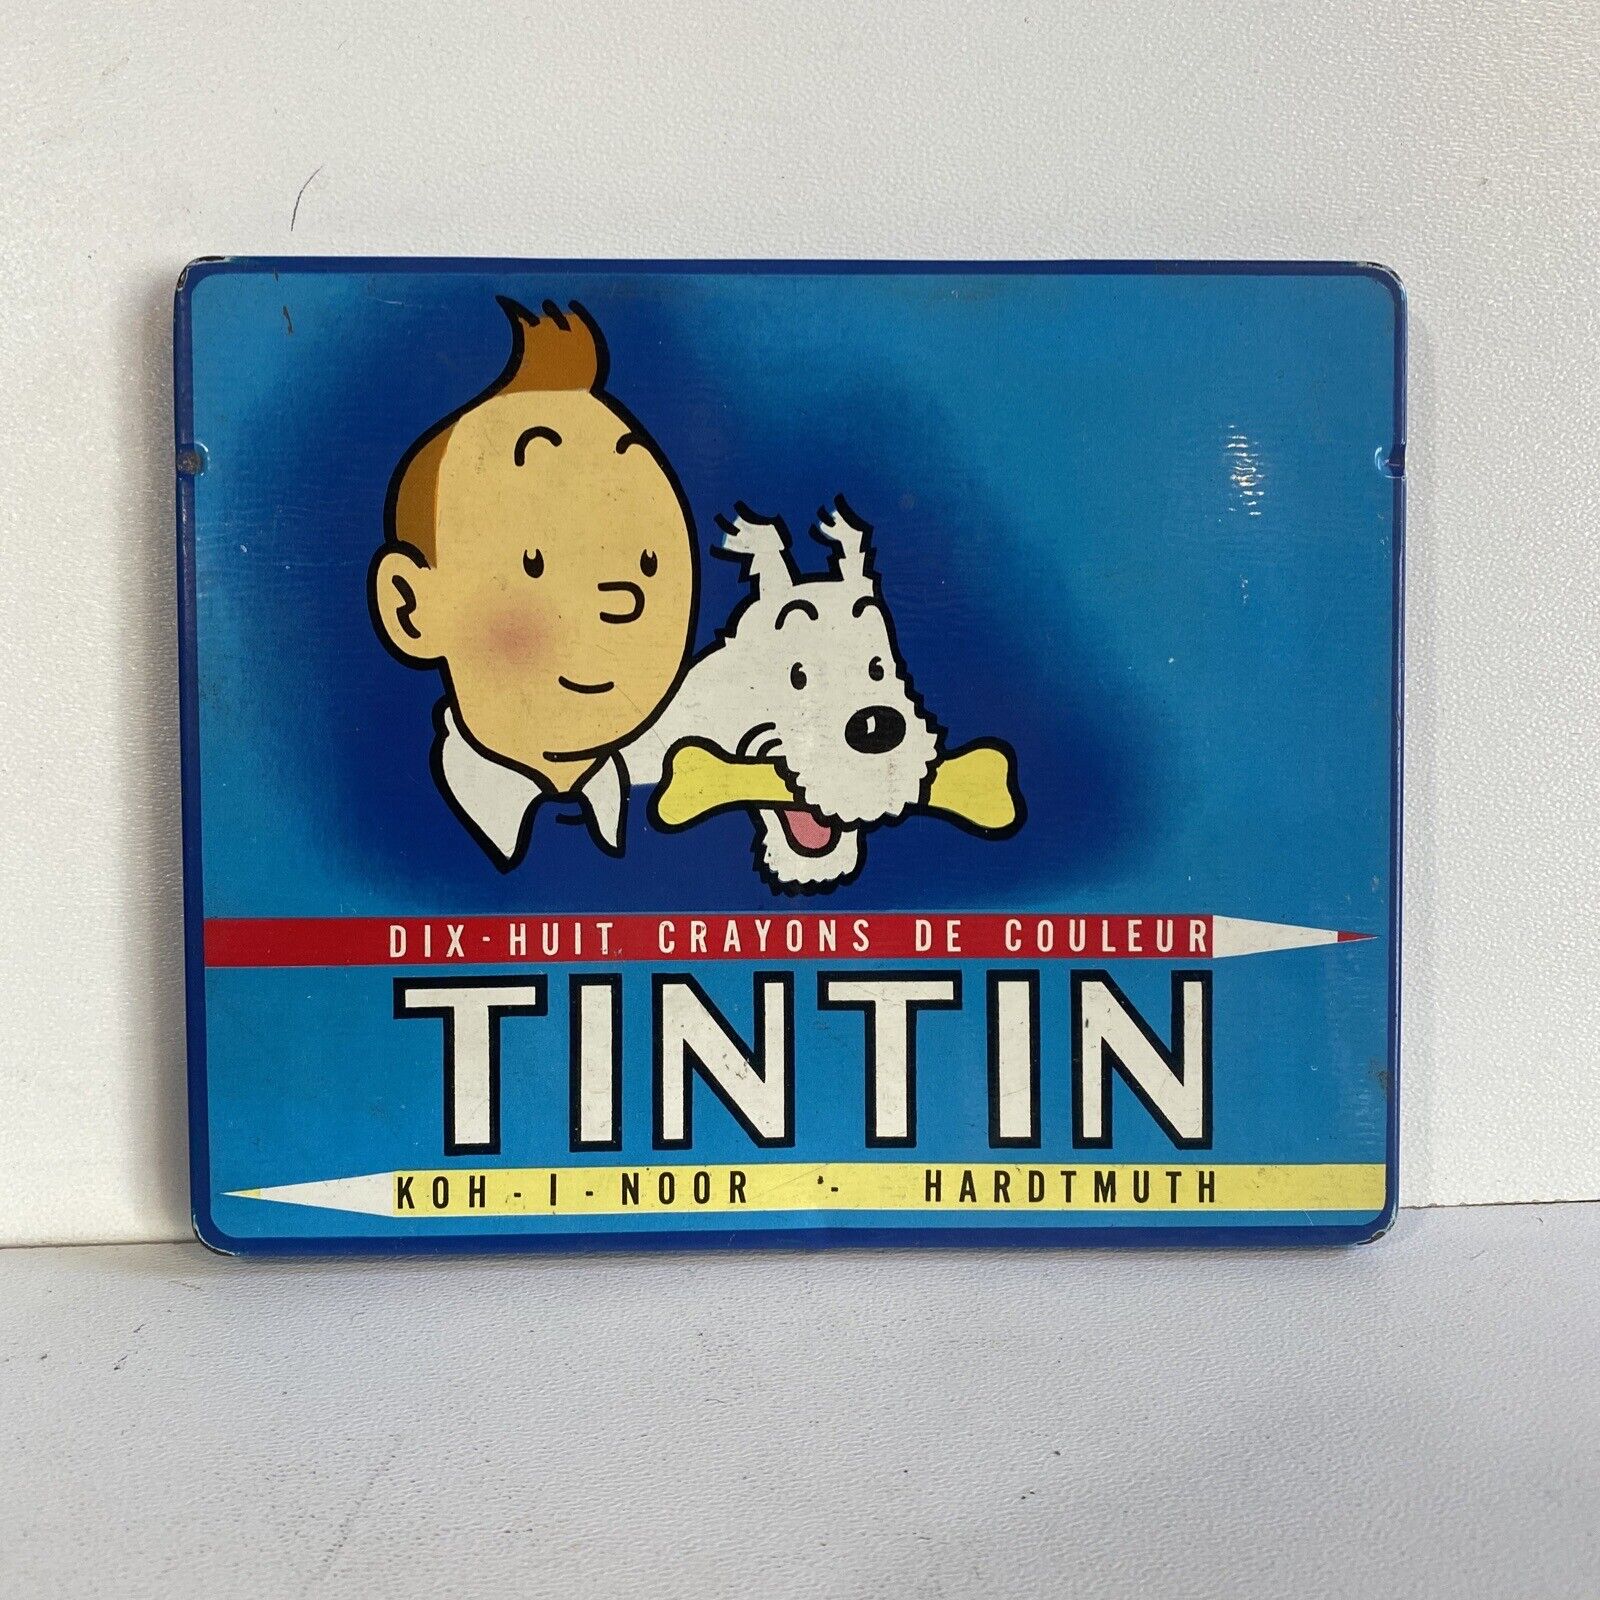 DIX-HUIT CRAYONS DE COULEUR
TINTIN
KOH-I-NOOR - HARDTMUTH